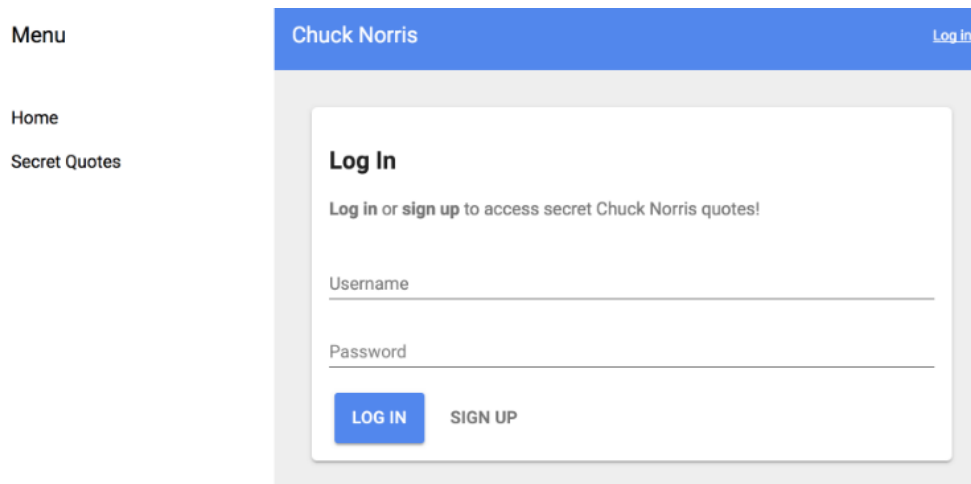 Menu
Chuck Norris
Log in
Home
Secret Quotes
Log In
Log in or sign up to access secret Chuck Norris quotes!
Username
Password
LOG IN
SIGN UP